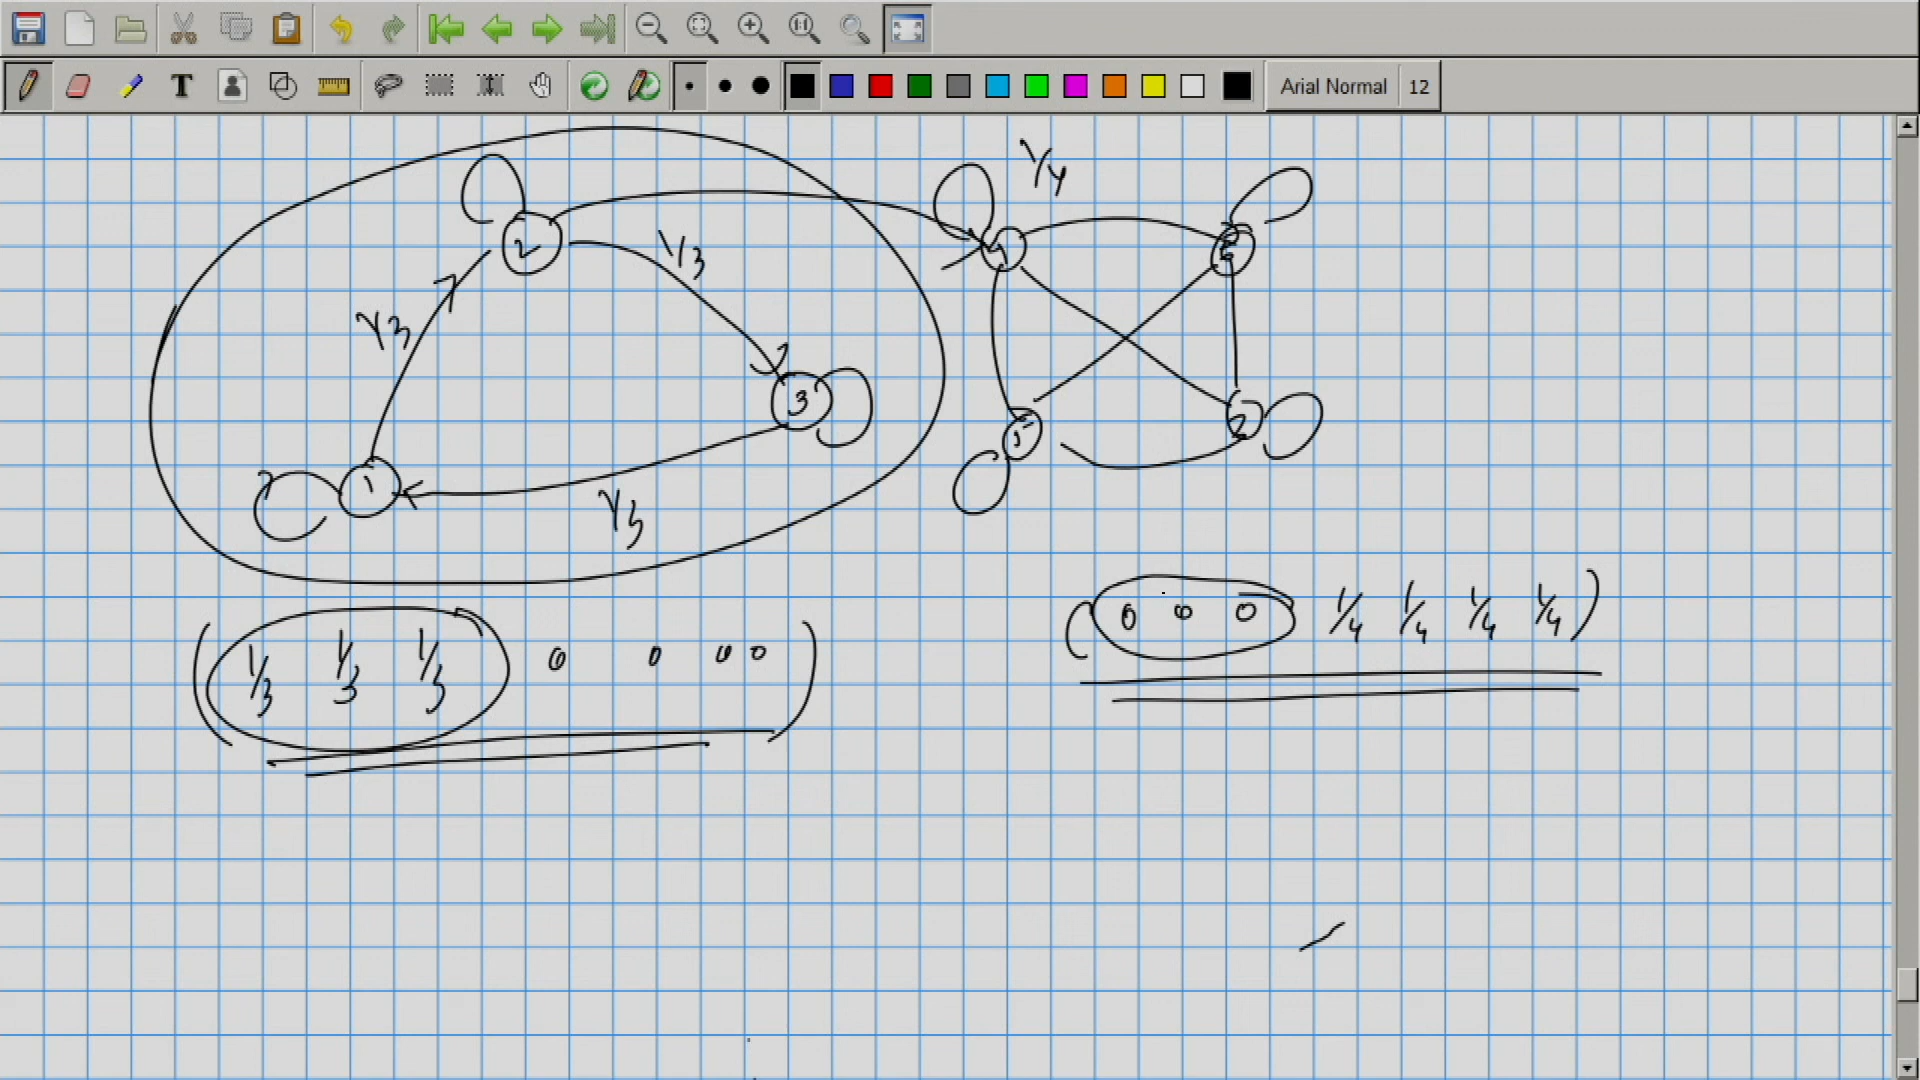 Arial Normal 12
1/4
2 1/3
1/3
3
1
1/3
( 0 0 0 1/4 1/4 1/4 1/4 )
( 1/3 1/3 1/3 0 0 0 0 )